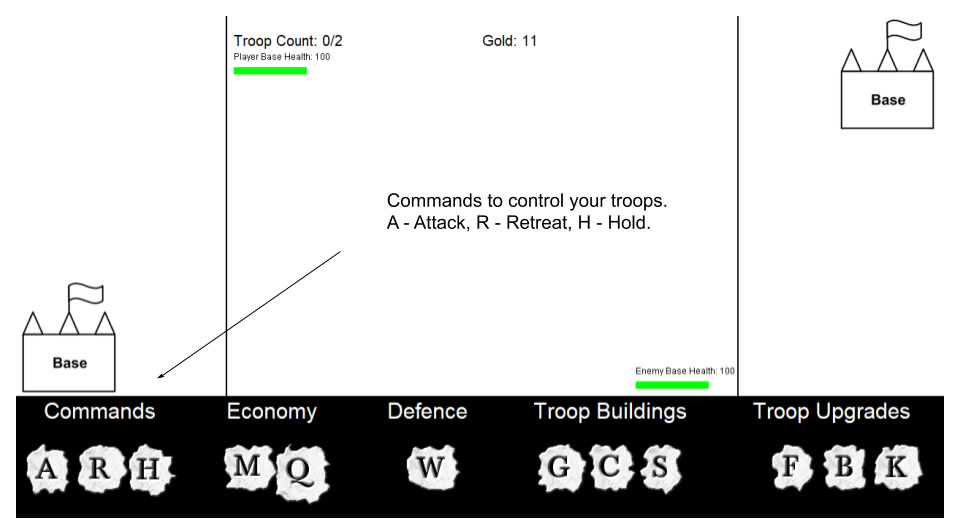 Troop Count: 0/2 Gold: 11
Player Base Health: 100
Base
Commands to control your troops.
A - Attack, R - Retreat, H - Hold.
Base
Enemy Base Health: 100
Commands Economy Defence Troop Buildings Troop Upgrades
A R H M Q W G C S F B K